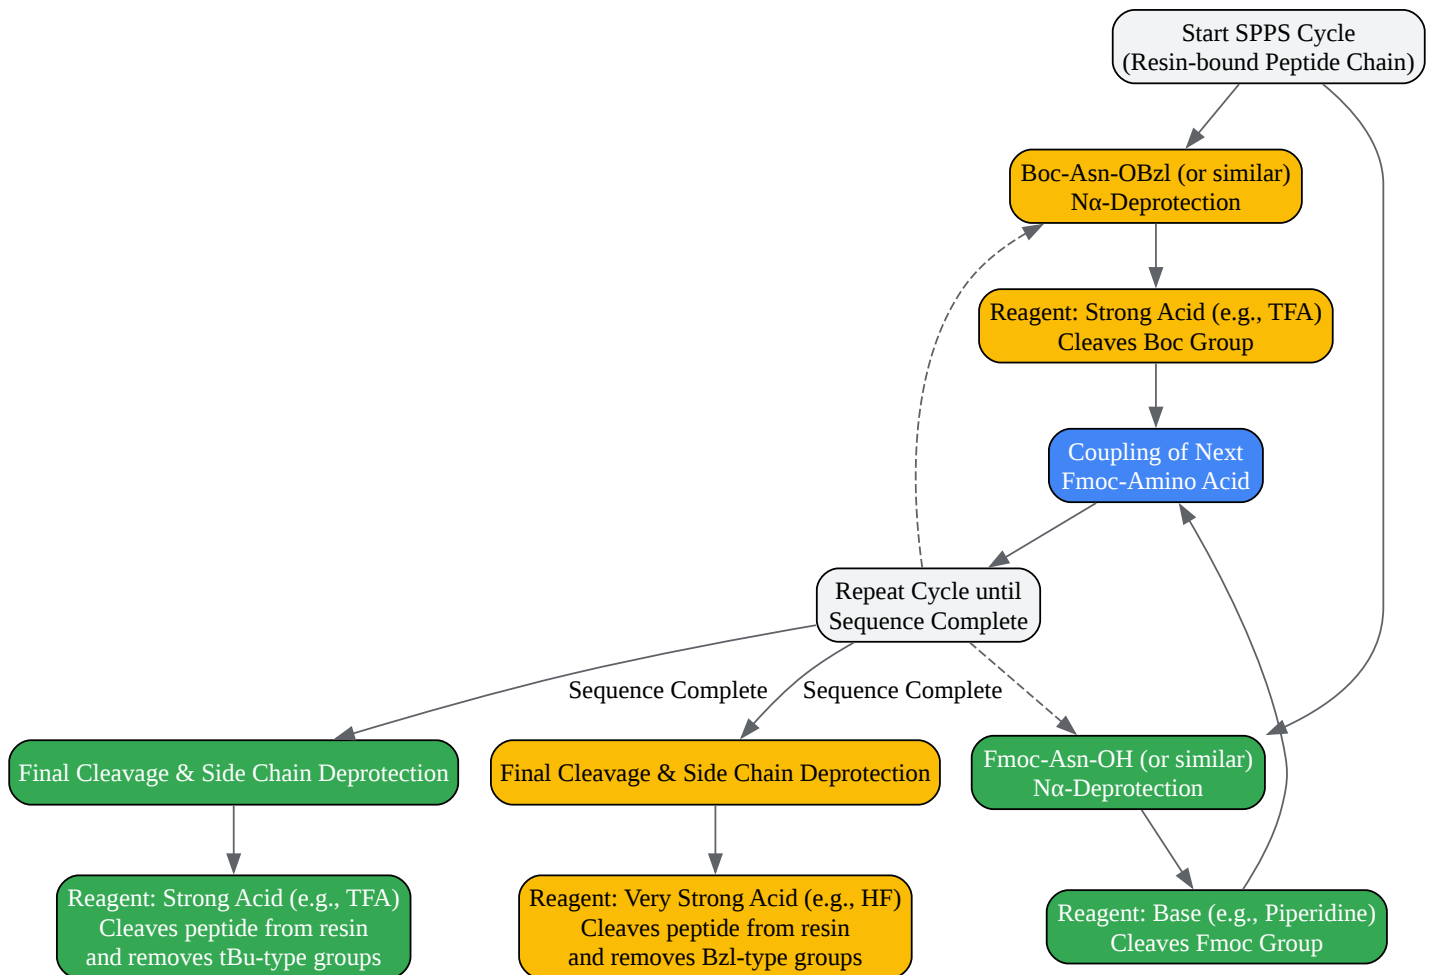 Start SPPS Cycle
(Resin-bound Peptide Chain)
Boc-Asn-OBzl (or similar)
Nα-Deprotection
Reagent: Strong Acid (e.g., TFA)
Cleaves Boc Group
Coupling of Next
Fmoc-Amino Acid
Repeat Cycle until
Sequence Complete
Sequence Complete
Sequence Complete
Final Cleavage & Side Chain Deprotection
Final Cleavage & Side Chain Deprotection
Fmoc-Asn-OH (or similar)
Nα-Deprotection
Reagent: Strong Acid (e.g., TFA)
Cleaves peptide from resin
and removes tBu-type groups
Reagent: Very Strong Acid (e.g., HF)
Cleaves peptide from resin
and removes Bzl-type groups
Reagent: Base (e.g., Piperidine)
Cleaves Fmoc Group